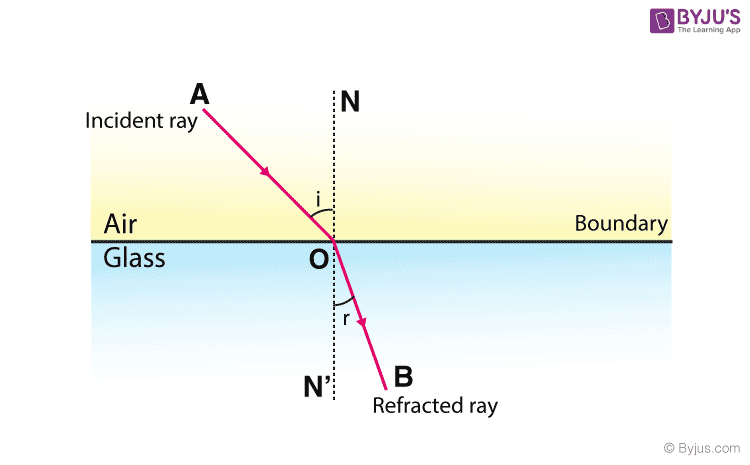 BYJU'S
The Learning App
A
N
Incident ray
i
Air
Boundary
Glass
O
r
N'
B
Refracted ray
© Byjus.com